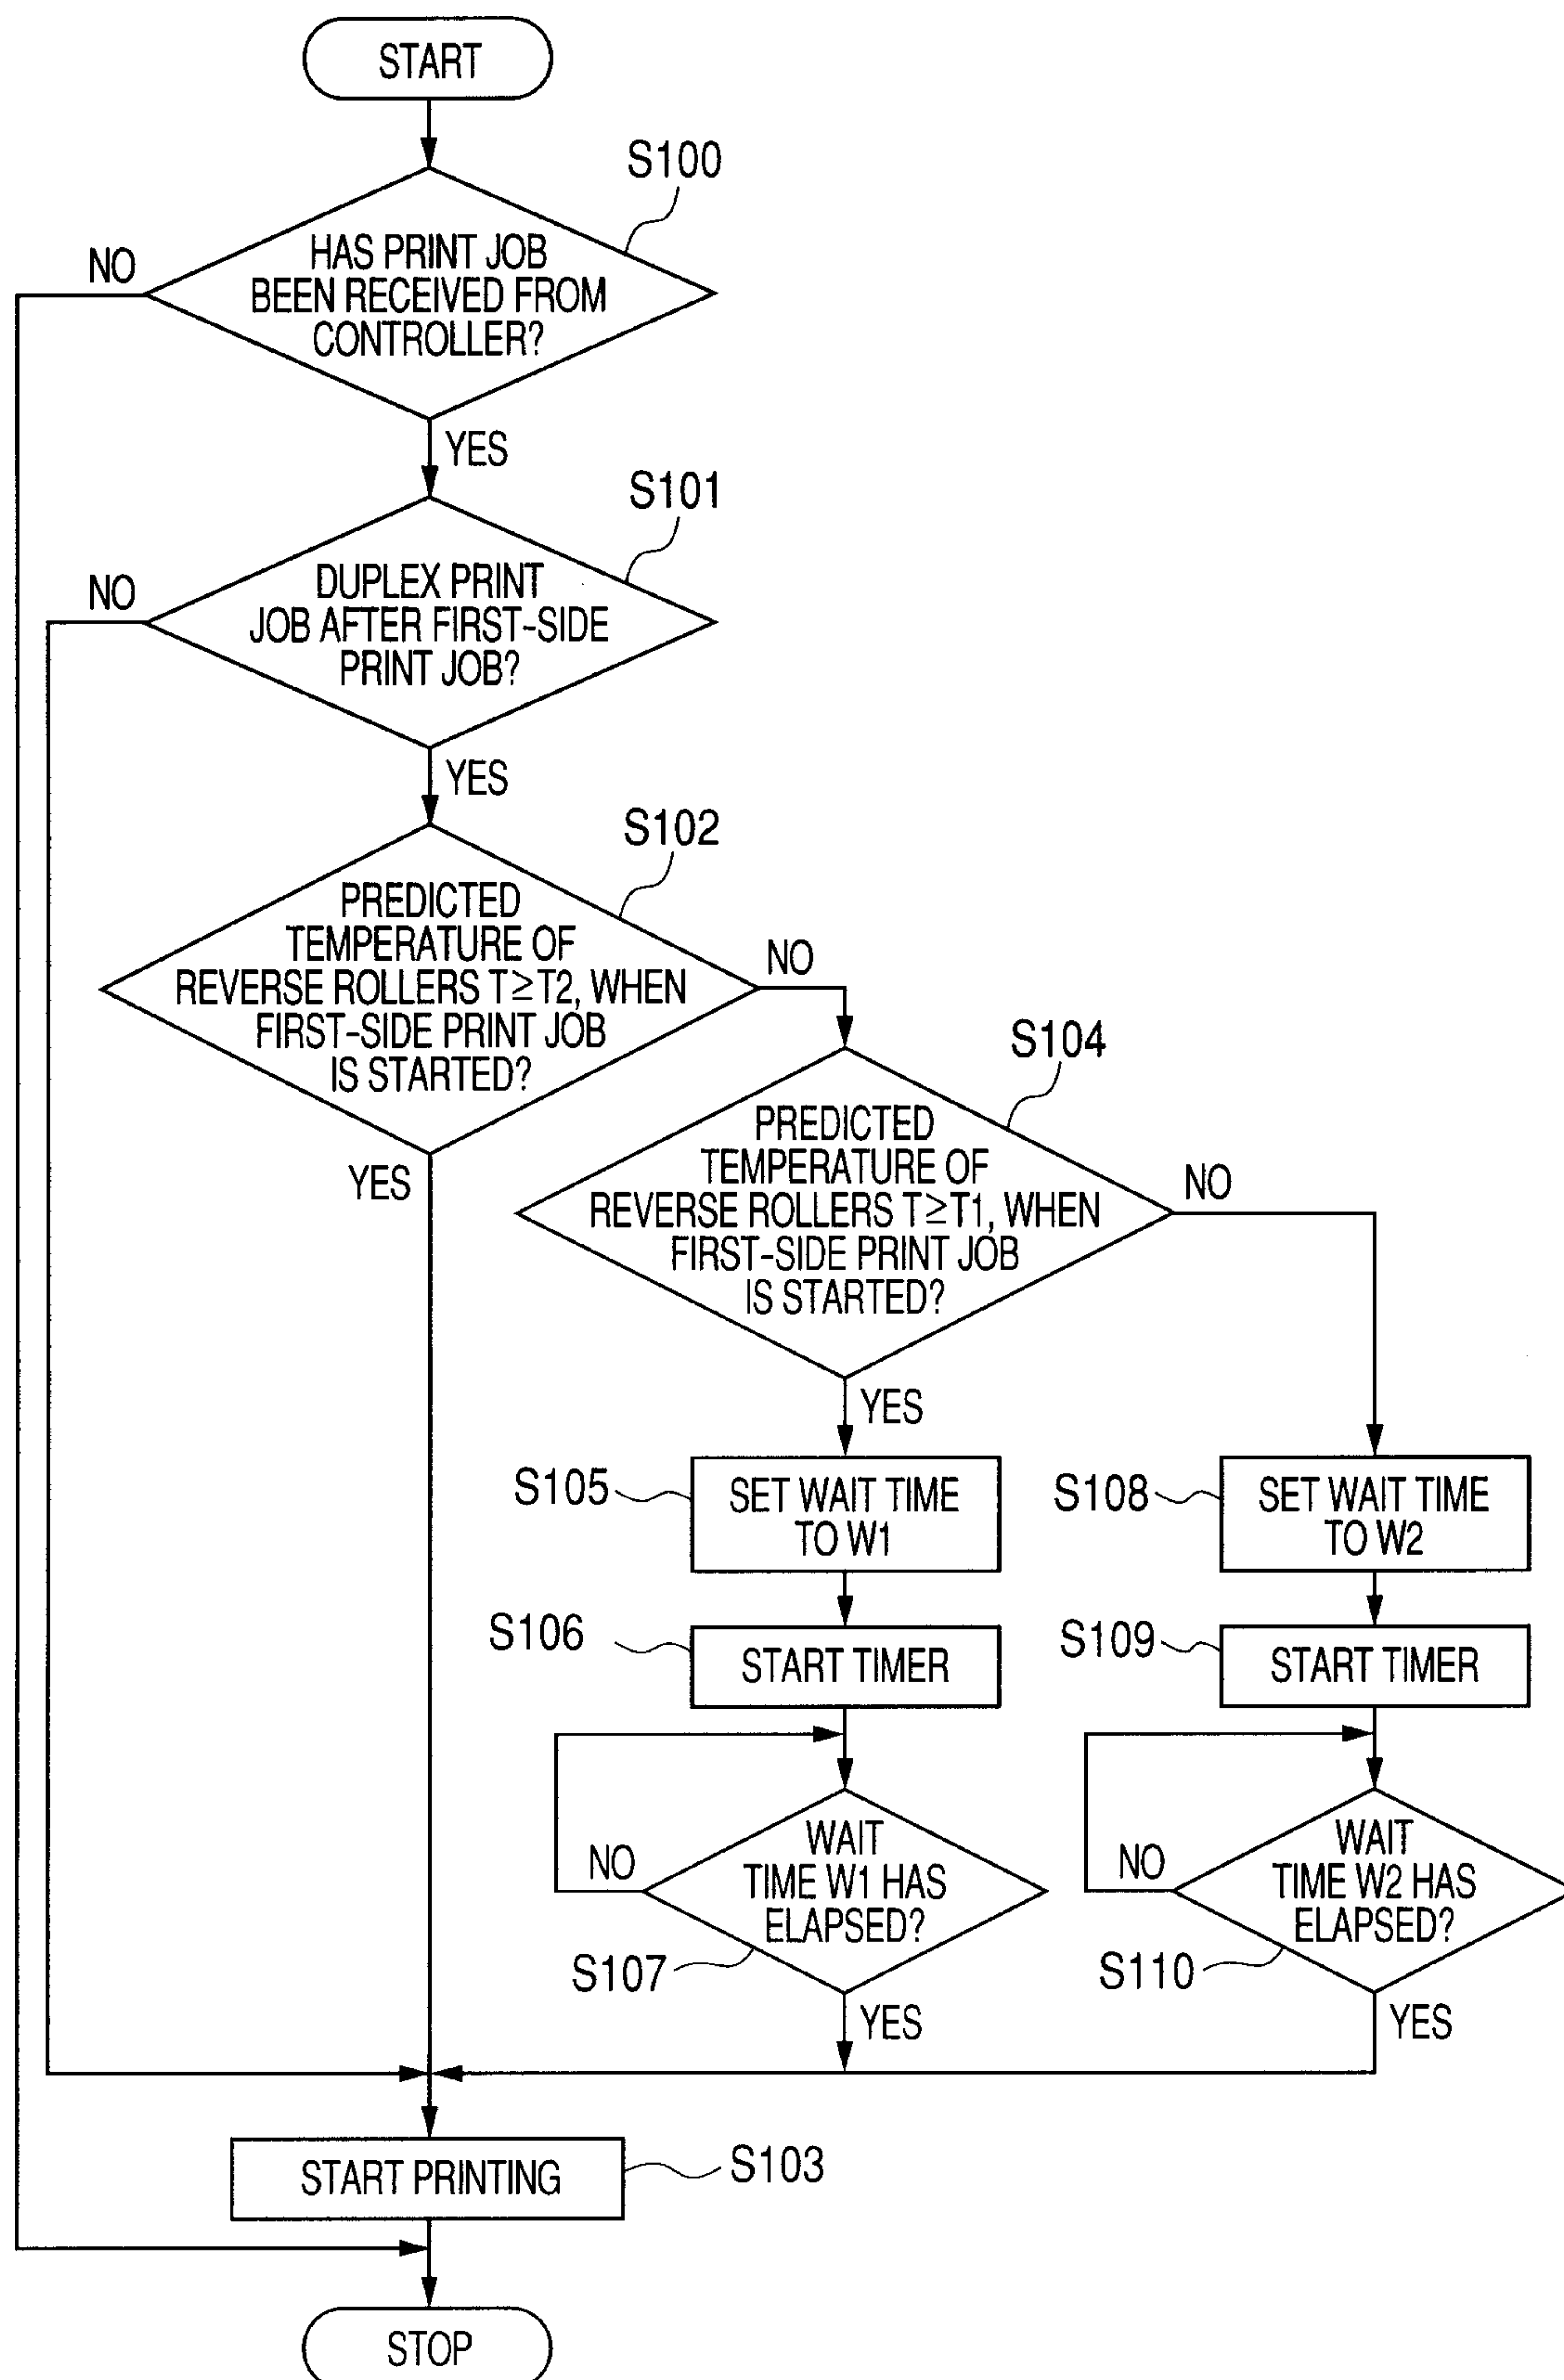 START
S100
HAS PRINT JOB
BEEN RECEIVED FROM
CONTROLLER?
NO
YES
S101
DUPLEX PRINT
JOB AFTER FIRST-SIDE
PRINT JOB?
NO
YES
S102
PREDICTED
TEMPERATURE OF
REVERSE ROLLERS T≧T2, WHEN
FIRST-SIDE PRINT JOB
IS STARTED?
NO
YES
S104
PREDICTED
TEMPERATURE OF
REVERSE ROLLERS T≧T1, WHEN
FIRST-SIDE PRINT JOB
IS STARTED?
NO
YES
S105
SET WAIT TIME
TO W1
S108
SET WAIT TIME
TO W2
S106
START TIMER
S109
START TIMER
WAIT
TIME W1 HAS
ELAPSED?
NO
S107
YES
WAIT
TIME W2 HAS
ELAPSED?
NO
S110
YES
START PRINTING
S103
STOP